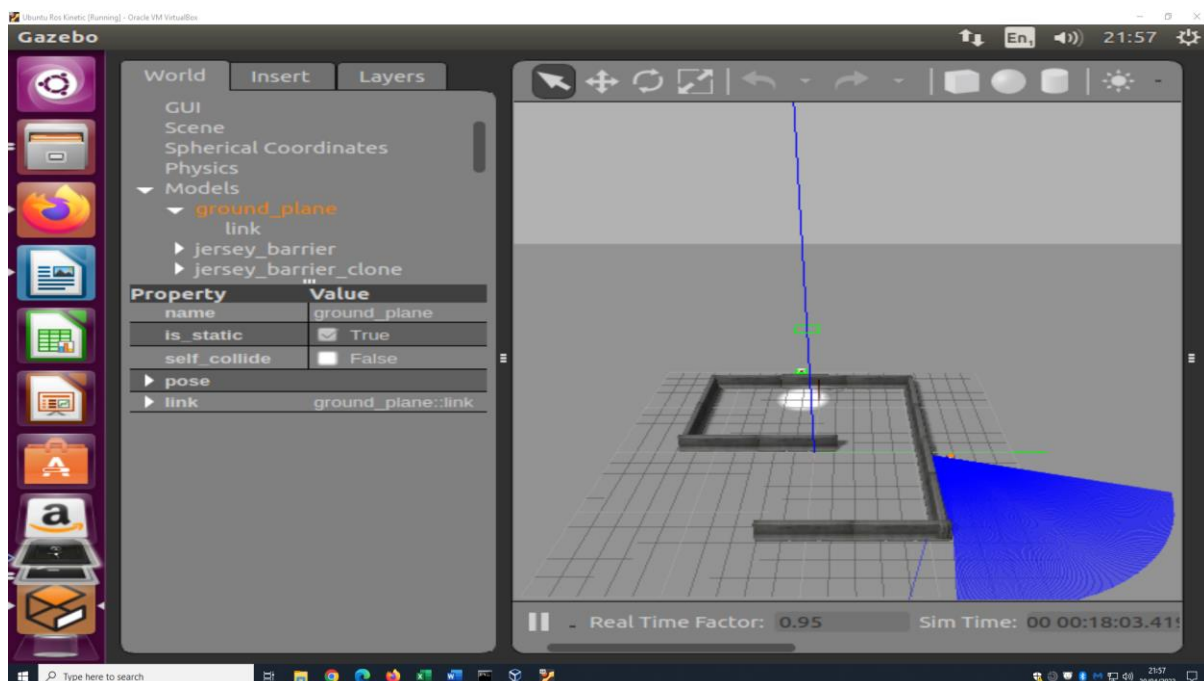 Ubuntu Ros Kinetic [Running] - Oracle VM VirtualBox
Gazebo
En
21:57
World Insert Layers
GUI
Scene
Spherical Coordinates
Physics
Models
ground_plane
link
jersey_barrier
jersey_barrier_clone
Property Value
name ground_plane
is_static True
self_collide False
pose
link ground_plane::link
Real Time Factor: 0.95 Sim Time: 00 00:18:03.41
Type here to search
21:57